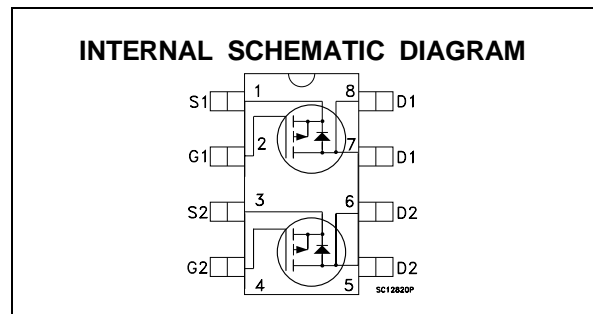 INTERNAL SCHEMATIC DIAGRAM
S1 1 8 D1
G1 2 7 D1
S2 3 6 D2
G2 4 5 D2
SC12820P